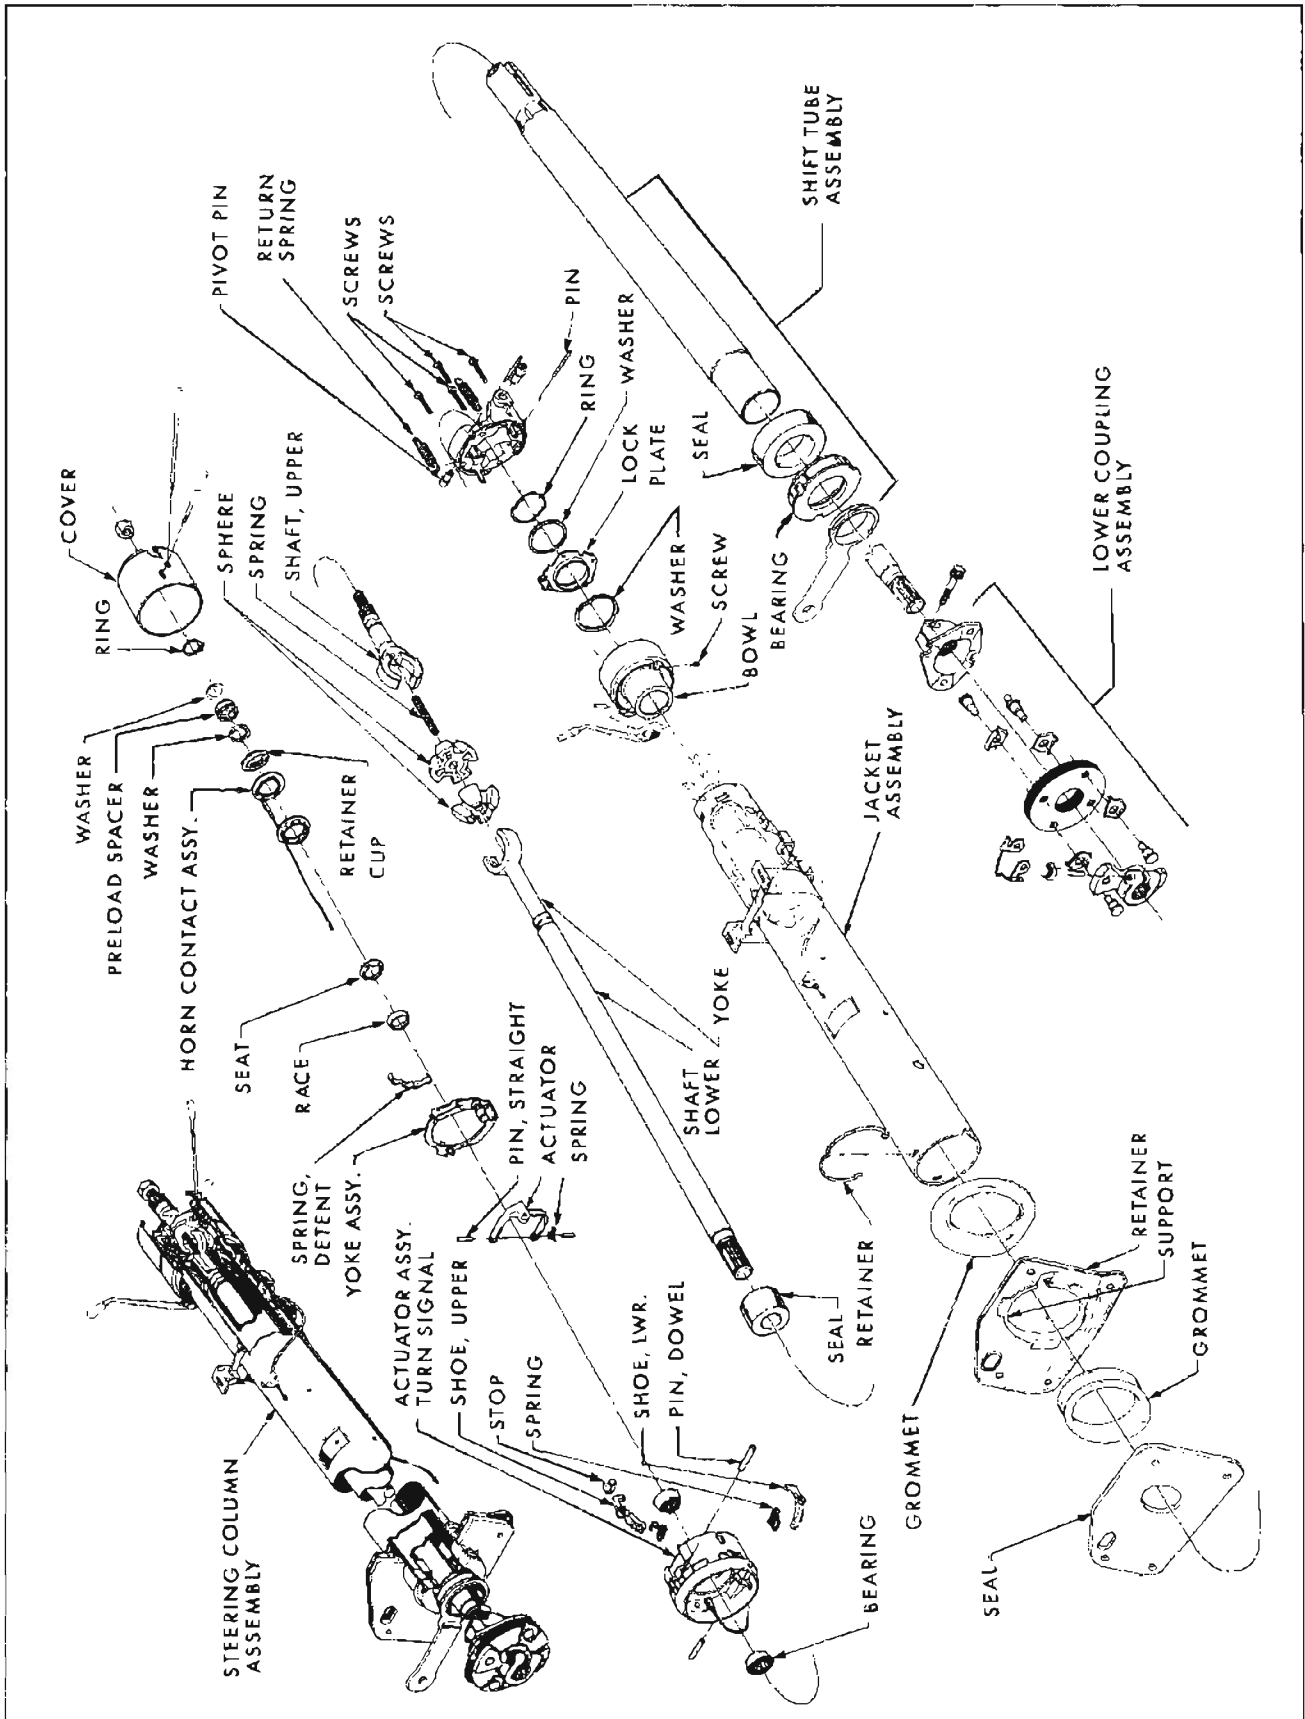 COVER
RING
WASHER
PRELOAD SPACER
WASHER
HORN CONTACT ASSY.
RETAINER
CUP
SEAT
RACE
SPRING,
DETENT
YOKE ASSY.
PIN, STRAIGHT
ACTUATOR
SPRING
ACTUATOR ASSY.
TURN SIGNAL
SHOE, UPPER
STOP
SPRING
SHOE, LWR.
PIN, DOWEL
BEARING
STEERING COLUMN
ASSEMBLY
PIVOT PIN
RETURN
SPRING
SCREWS
SCREWS
PIN
SPHERE
SPRING
SHAFT, UPPER
RING
WASHER
LOCK
PLATE
WASHER
SCREW
BOWL
SEAL
BEARING
SHIFT TUBE
ASSEMBLY
LOWER COUPLING
ASSEMBLY
JACKET
ASSEMBLY
YOKE
SHAFT
LOWER
SEAL
RETAINER
RETAINER
SUPPORT
GROMMET
GROMMET
SEAL